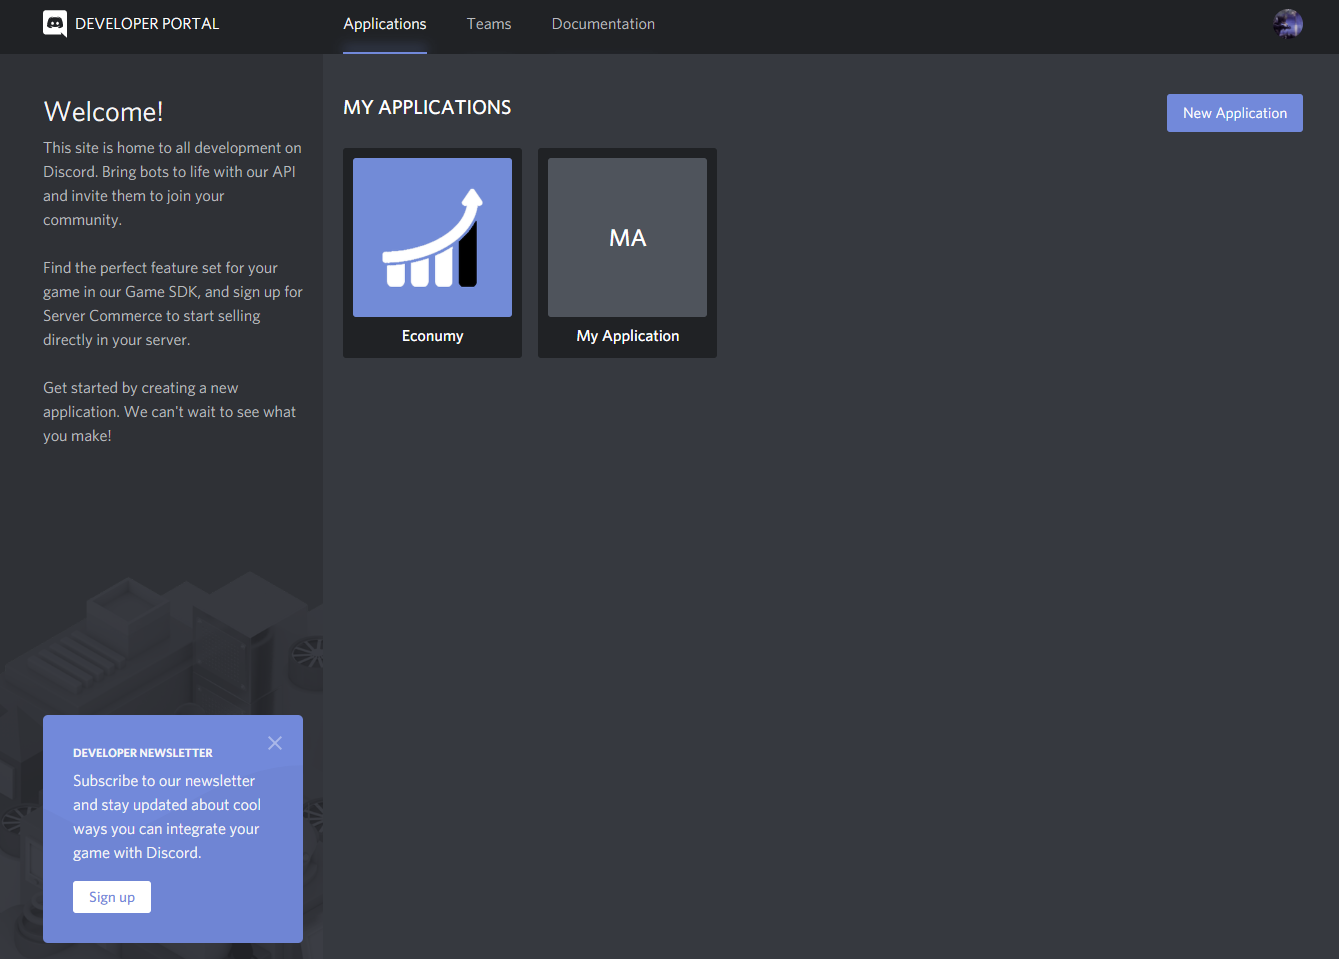 DEVELOPER PORTAL
Applications
Teams
Documentation
Welcome!
This site is home to all development on
Discord. Bring bots to life with our API
and invite them to join your
community.
Find the perfect feature set for your
game in our Game SDK, and sign up for
Server Commerce to start selling
directly in your server.
Get started by creating a new
application. We can't wait to see what
you make!
DEVELOPER NEWSLETTER
Subscribe to our newsletter
and stay updated about cool
ways you can integrate your
game with Discord.
Sign up
MY APPLICATIONS
New Application
Econumy
MA
My Application